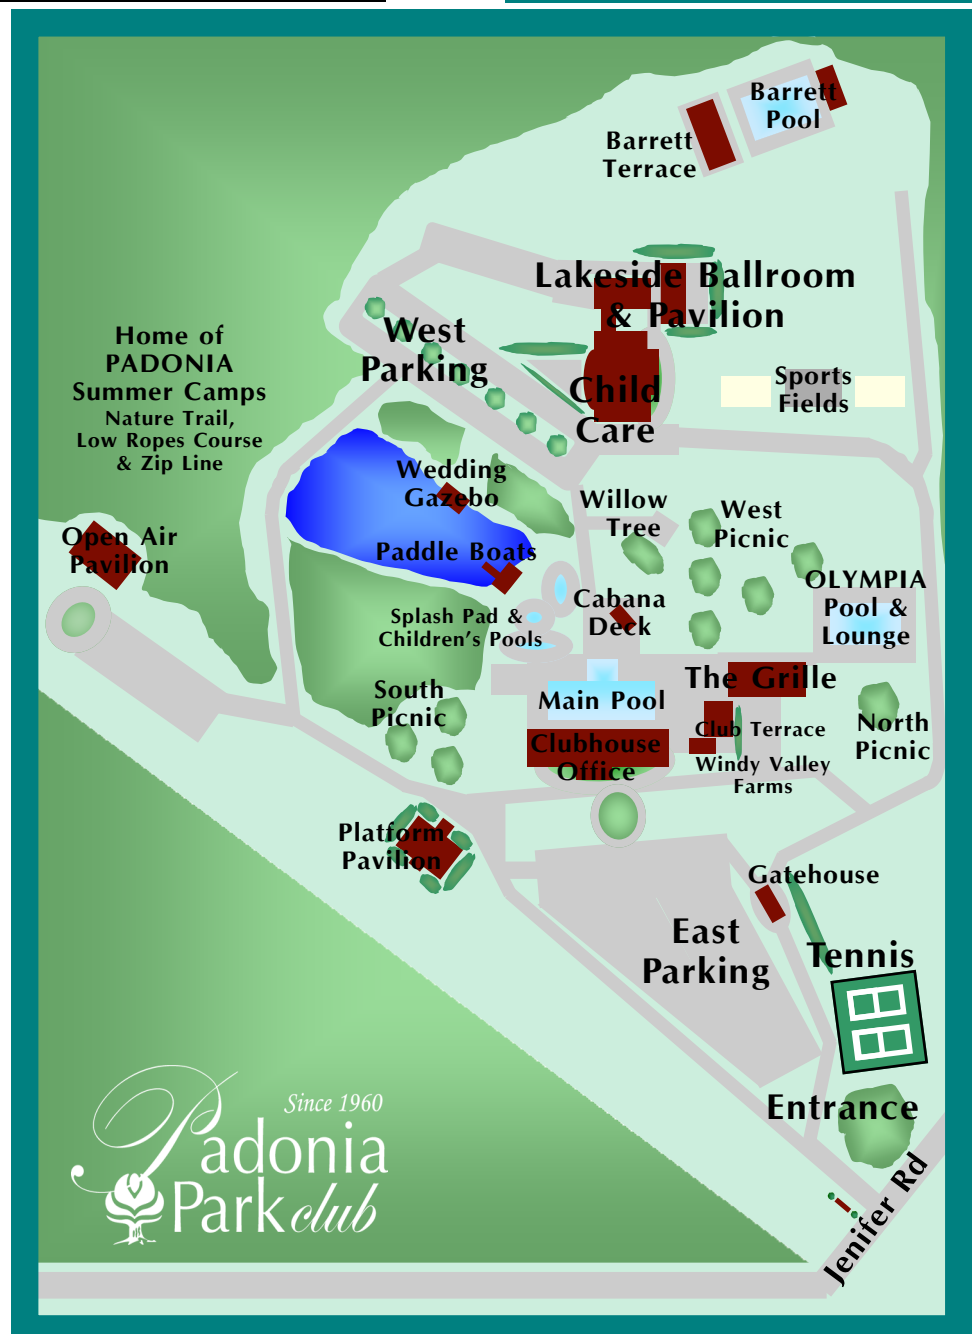 Barrett
Pool
Barrett
Terrace
Lakeside Ballroom
& Pavilion
West
Parking
Home of
PADONIA
Summer Camps
Nature Trail,
Low Ropes Course
& Zip Line
Child
Care
Sports
Fields
Wedding
Gazebo
Willow
Tree
West
Picnic
Open Air
Pavilion
Paddle Boats
OLYMPIA
Pool &
Lounge
Cabana
Deck
Splash Pad &
Children's Pools
South
Picnic
Main Pool
The Grille
Club Terrace
North
Picnic
Clubhouse
Office
Windy Valley
Farms
Platform
Pavilion
Gatehouse
East
Parking
Tennis
Entrance
Jenifer Rd
Since 1960
Padonia
Park club